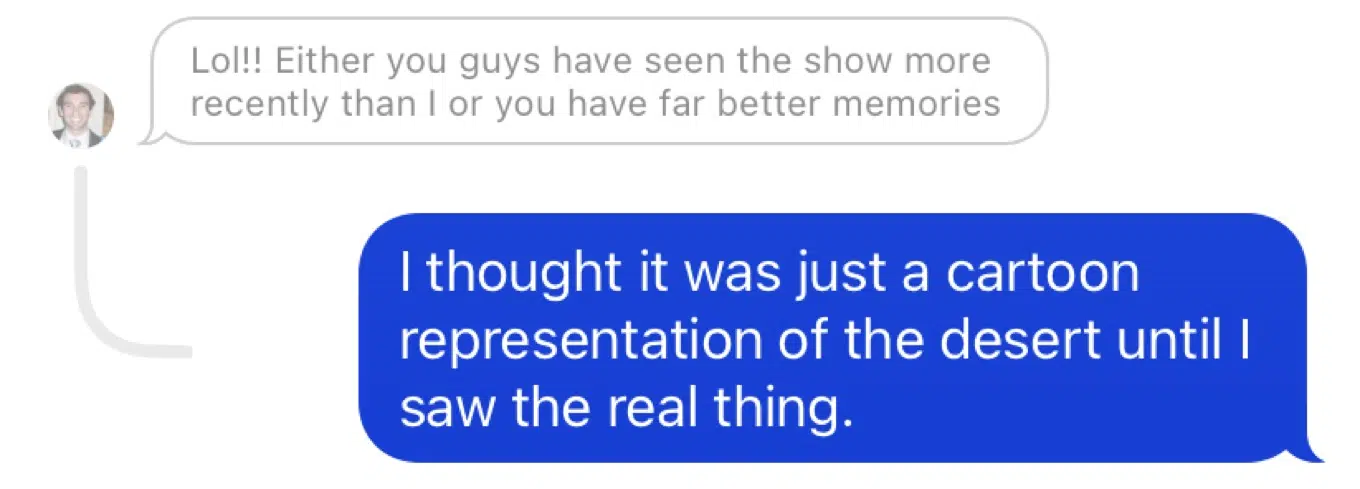 Lol!! Either you guys have seen the show more
recently than I or you have far better memories
I thought it was just a cartoon
representation of the desert until I
saw the real thing.